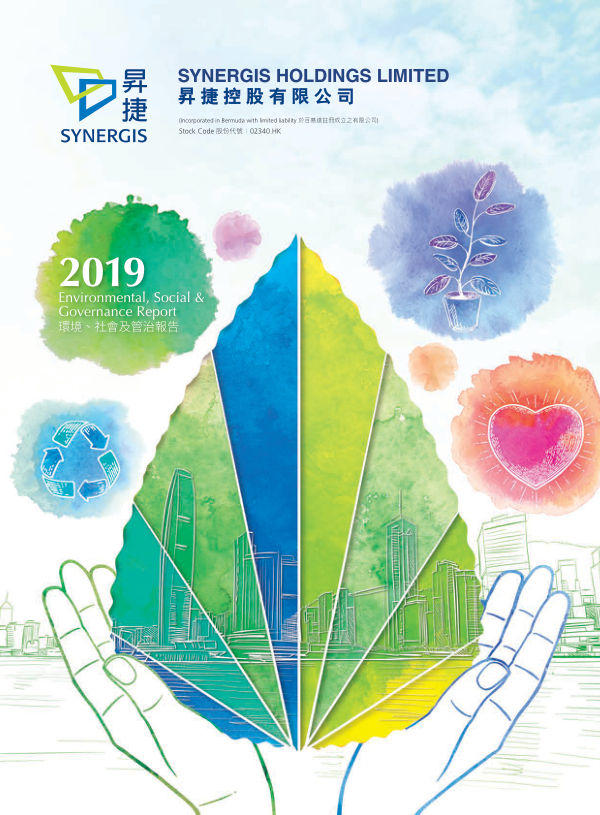 昇捷
SYNERGIS
SYNERGIS HOLDINGS LIMITED
昇捷控股有限公司
(Incorporated in Bermuda with limited liability 於百慕達註冊成立之有限公司)
Stock Code 股份代號：02340.HK
2019
Environmental, Social &
Governance Report
環境、社會及管治報告